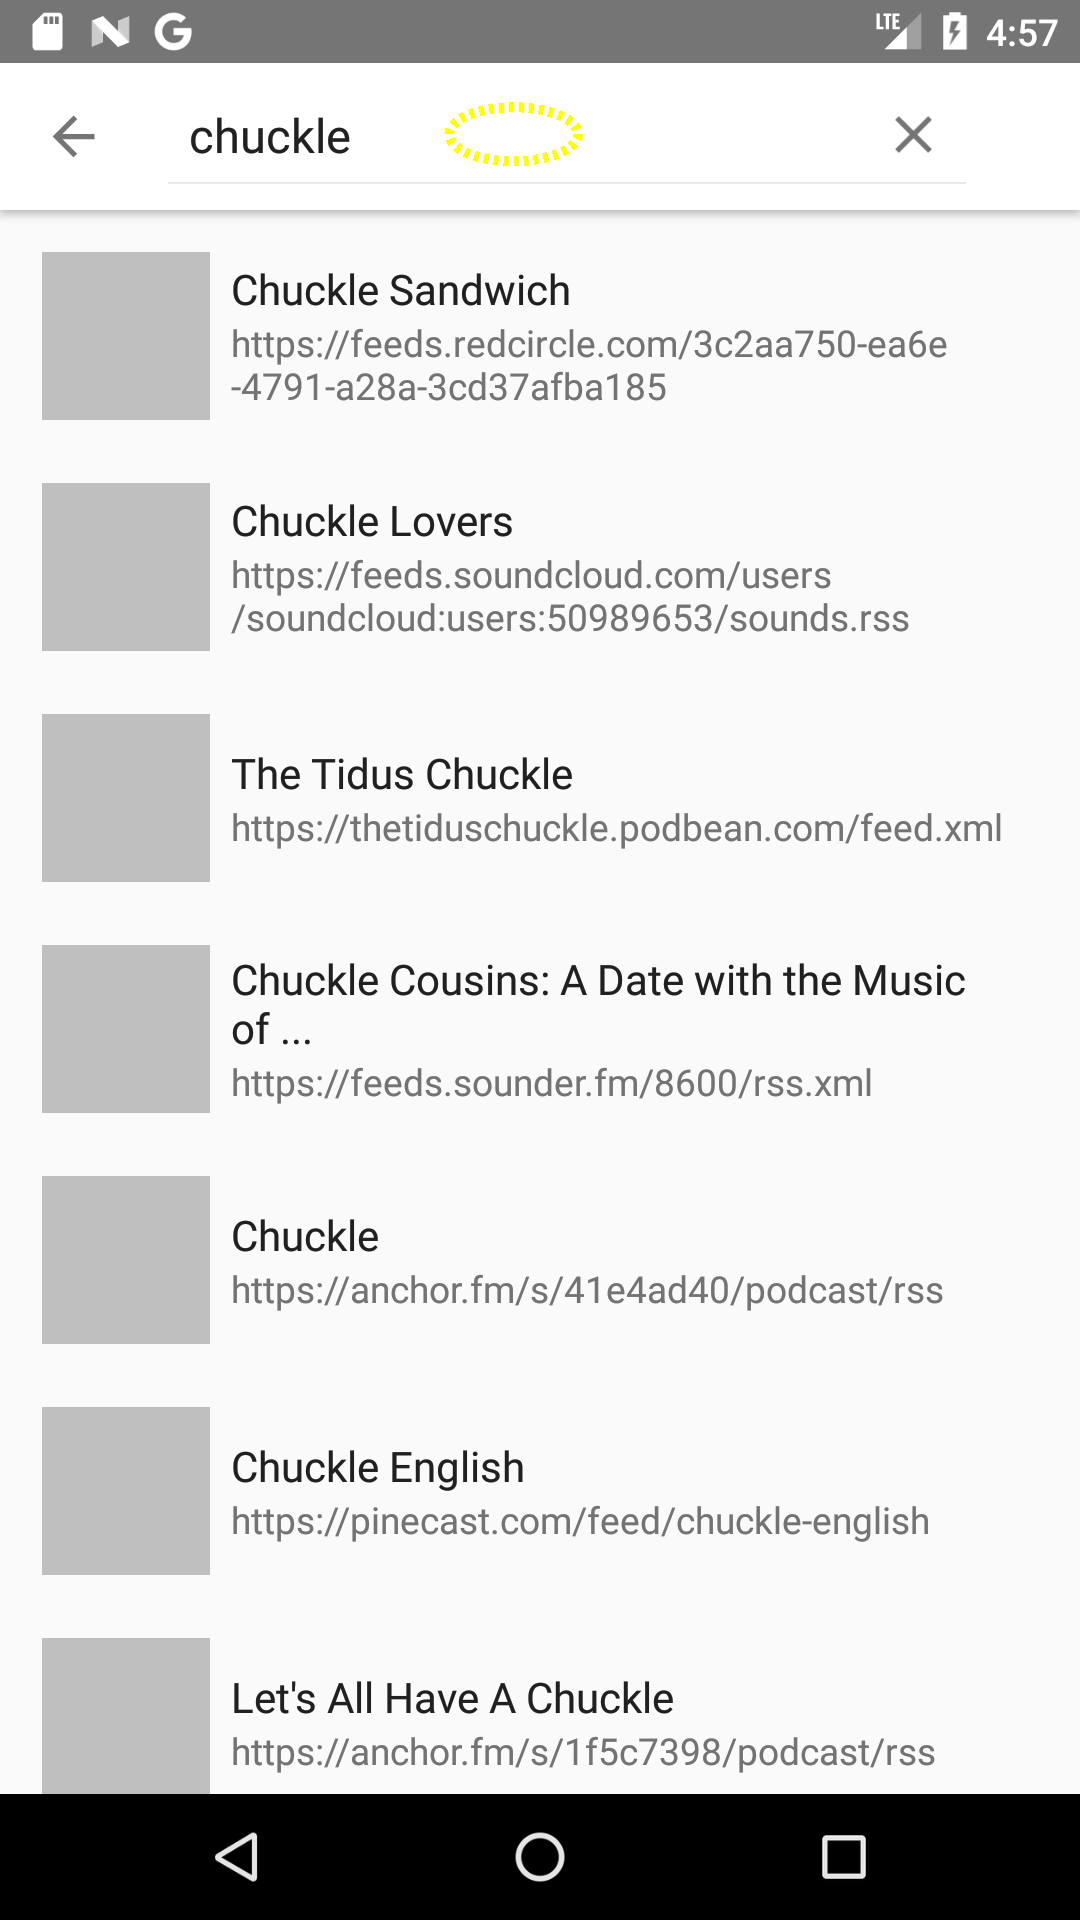 LTE 4:57
chuckle
Chuckle Sandwich
https://feeds.redcircle.com/3c2aa750-ea6e
-4791-a28a-3cd37afba185
Chuckle Lovers
https://feeds.soundcloud.com/users
/soundcloud:users:50989653/sounds.rss
The Tidus Chuckle
https://thetiduschuckle.podbean.com/feed.xml
Chuckle Cousins: A Date with the Music
of ...
https://feeds.sounder.fm/8600/rss.xml
Chuckle
https://anchor.fm/s/41e4ad40/podcast/rss
Chuckle English
https://pinecast.com/feed/chuckle-english
Let's All Have A Chuckle
https://anchor.fm/s/1f5c7398/podcast/rss